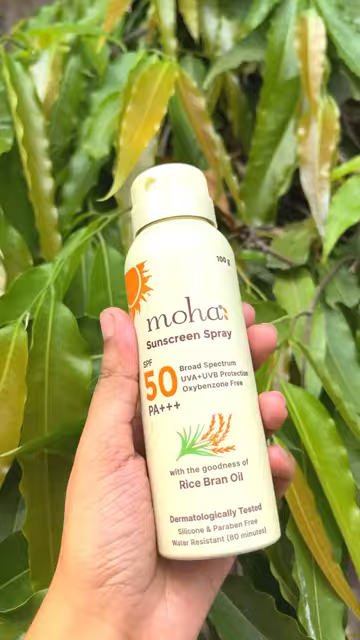 100 g
moha:
Sunscreen Spray
SPF
50
PA+++
Broad Spectrum
UVA+UVB Protection
Oxybenzone Free
with the goodness of
Rice Bran Oil
Dermatologically Tested
Silicone & Paraben Free
Water Resistant (80 minutes)